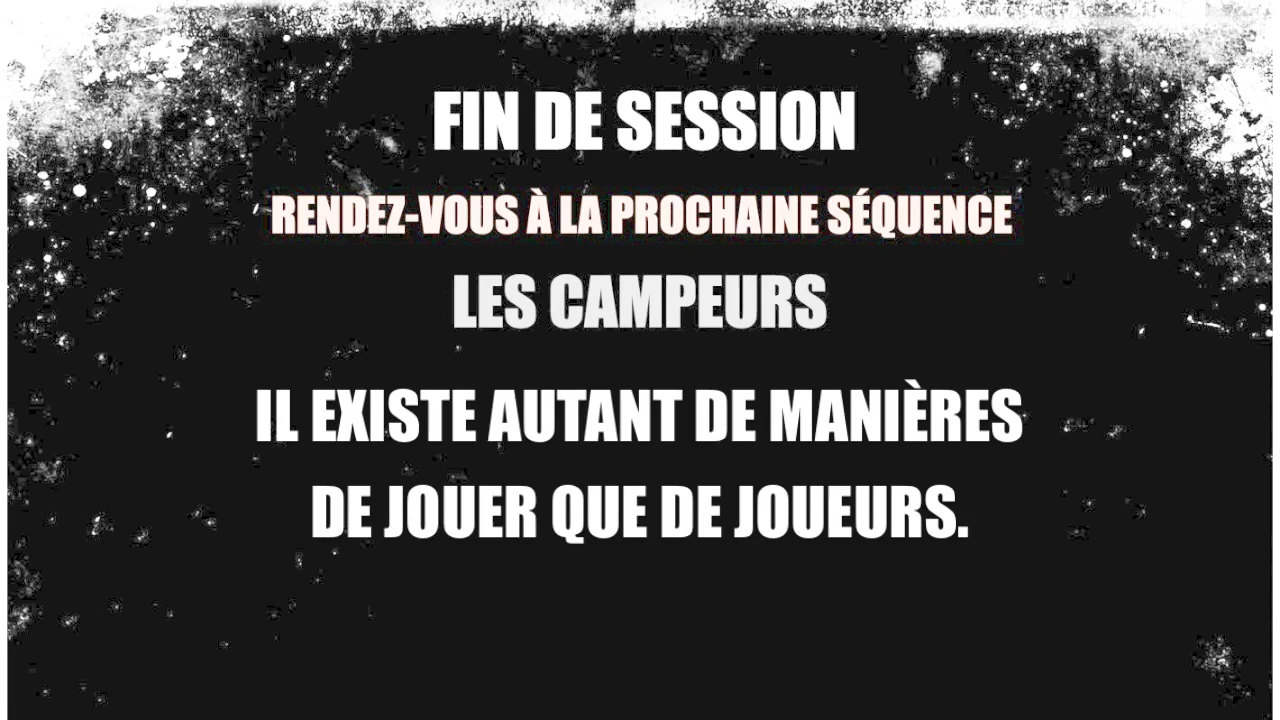 FIN DE SESSION
RENDEZ-VOUS À LA PROCHAINE SÉQUENCE
LES CAMPEURS
IL EXISTE AUTANT DE MANIÈRES
DE JOUER QUE DE JOUEURS.